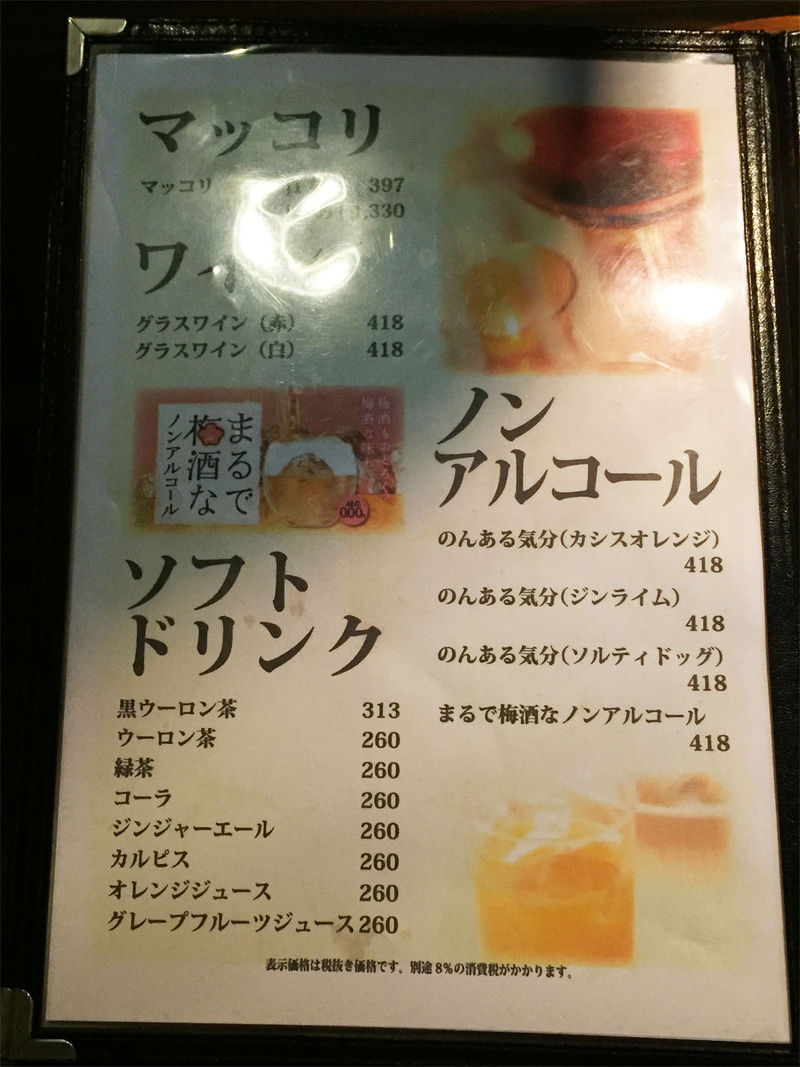 マッコリ
マッコリ 397
,330
ワイ
グラスワイン（赤） 418
グラスワイン（白） 418
まるで
梅酒な
ノンアルコール
0.00%
ソフト
ドリンク
黒ウーロン茶 313
ウーロン茶 260
緑茶 260
コーラ 260
ジンジャーエール 260
カルピス 260
オレンジジュース 260
グレープフルーツジュース 260
ノン
アルコール
のんある気分（カシスオレンジ）
418
のんある気分（ジンライム）
418
のんある気分（ソルティドッグ）
418
まるで梅酒なノンアルコール
418
表示価格は税抜き価格です。別途8%の消費税がかかります。